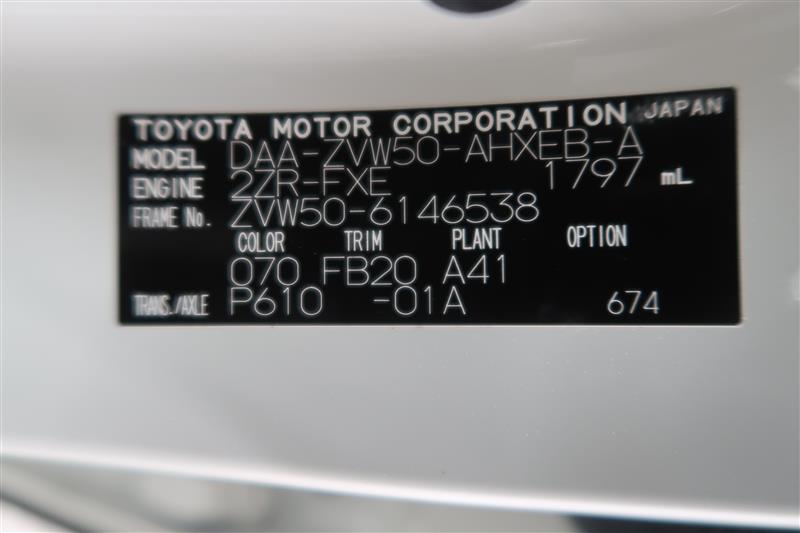 TOYOTA MOTOR CORPORATION JAPAN
MODEL DAA-ZVW50-AHXEB-A
ENGINE 2ZR-FXE 1797 mL
FRAME No. ZVW50-6146538
COLOR TRIM PLANT OPTION
070 FB20 A41
TRANS./AXLE P610 -01A 674